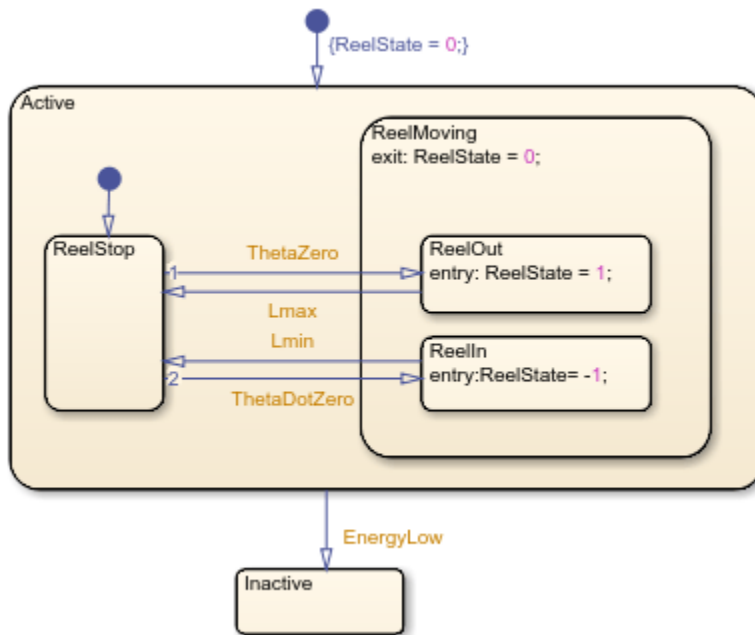 {ReelState = 0;}
Active
ReelMoving
exit: ReelState = 0;
ReelStop
ThetaZero
1
ReelOut
entry: ReelState = 1;
Lmax
Lmin
ReelIn
entry:ReelState= -1;
2
ThetaDotZero
EnergyLow
Inactive